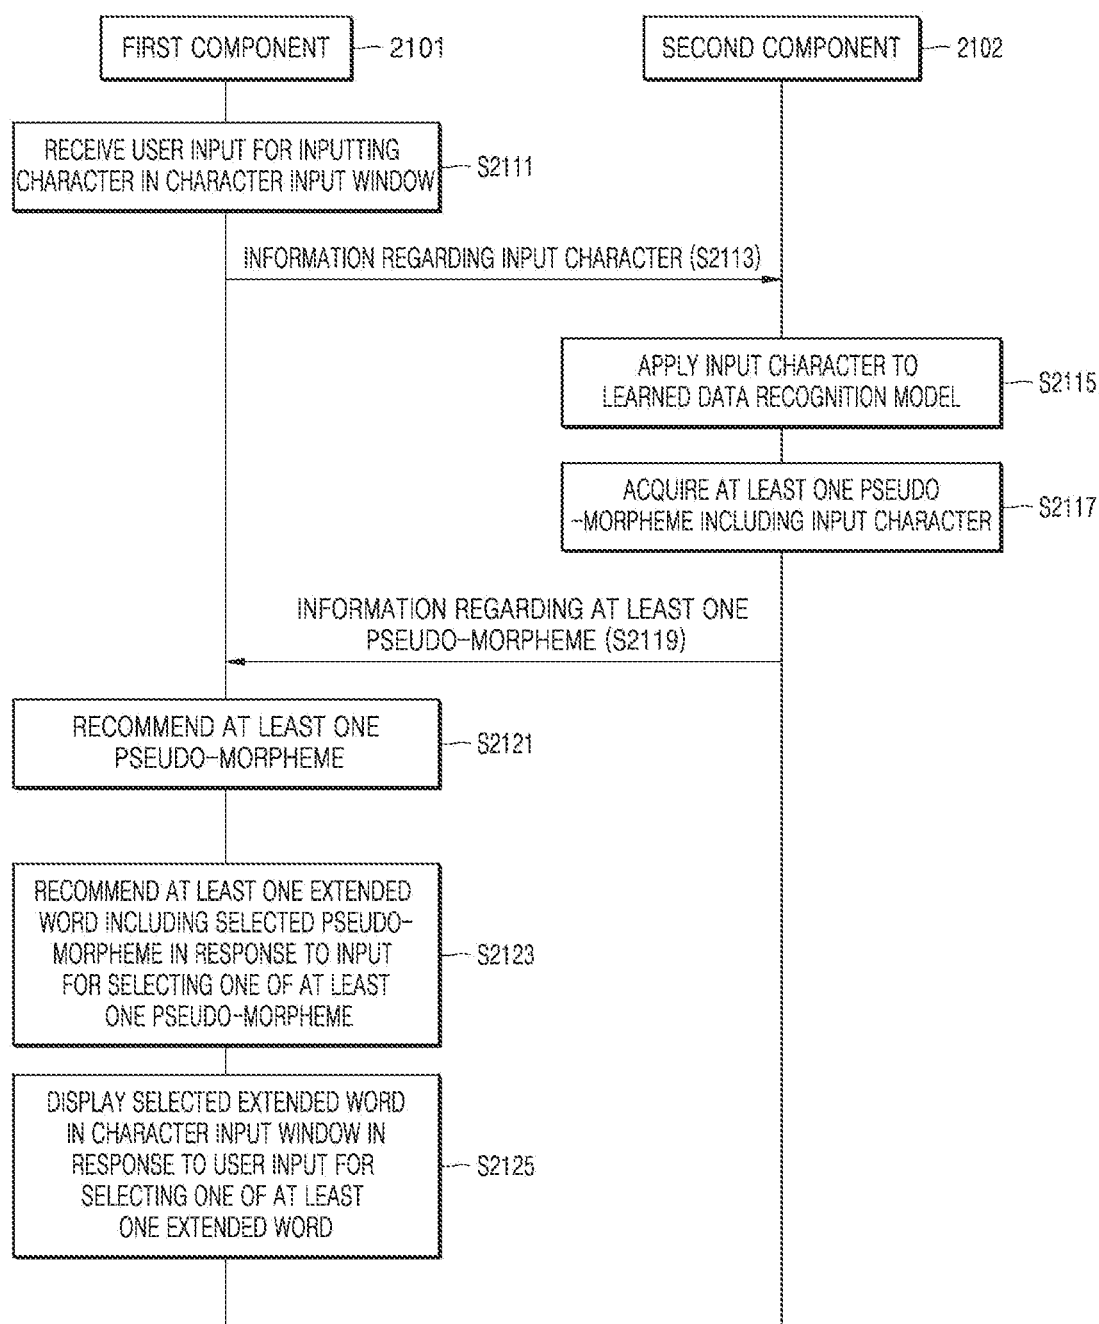 FIRST COMPONENT 2101
SECOND COMPONENT 2102
RECEIVE USER INPUT FOR INPUTTING
CHARACTER IN CHARACTER INPUT WINDOW
S2111
INFORMATION REGARDING INPUT CHARACTER (S2113)
APPLY INPUT CHARACTER TO
LEARNED DATA RECOGNITION MODEL
S2115
ACQUIRE AT LEAST ONE PSEUDO
-MORPHEME INCLUDING INPUT CHARACTER
S2117
INFORMATION REGARDING AT LEAST ONE
PSEUDO-MORPHEME (S2119)
RECOMMEND AT LEAST ONE
PSEUDO-MORPHEME
S2121
RECOMMEND AT LEAST ONE EXTENDED
WORD INCLUDING SELECTED PSEUDO-
MORPHEME IN RESPONSE TO INPUT
FOR SELECTING ONE OF AT LEAST
ONE PSEUDO-MORPHEME
S2123
DISPLAY SELECTED EXTENDED WORD
IN CHARACTER INPUT WINDOW IN
RESPONSE TO USER INPUT FOR
SELECTING ONE OF AT LEAST
ONE EXTENDED WORD
S2125